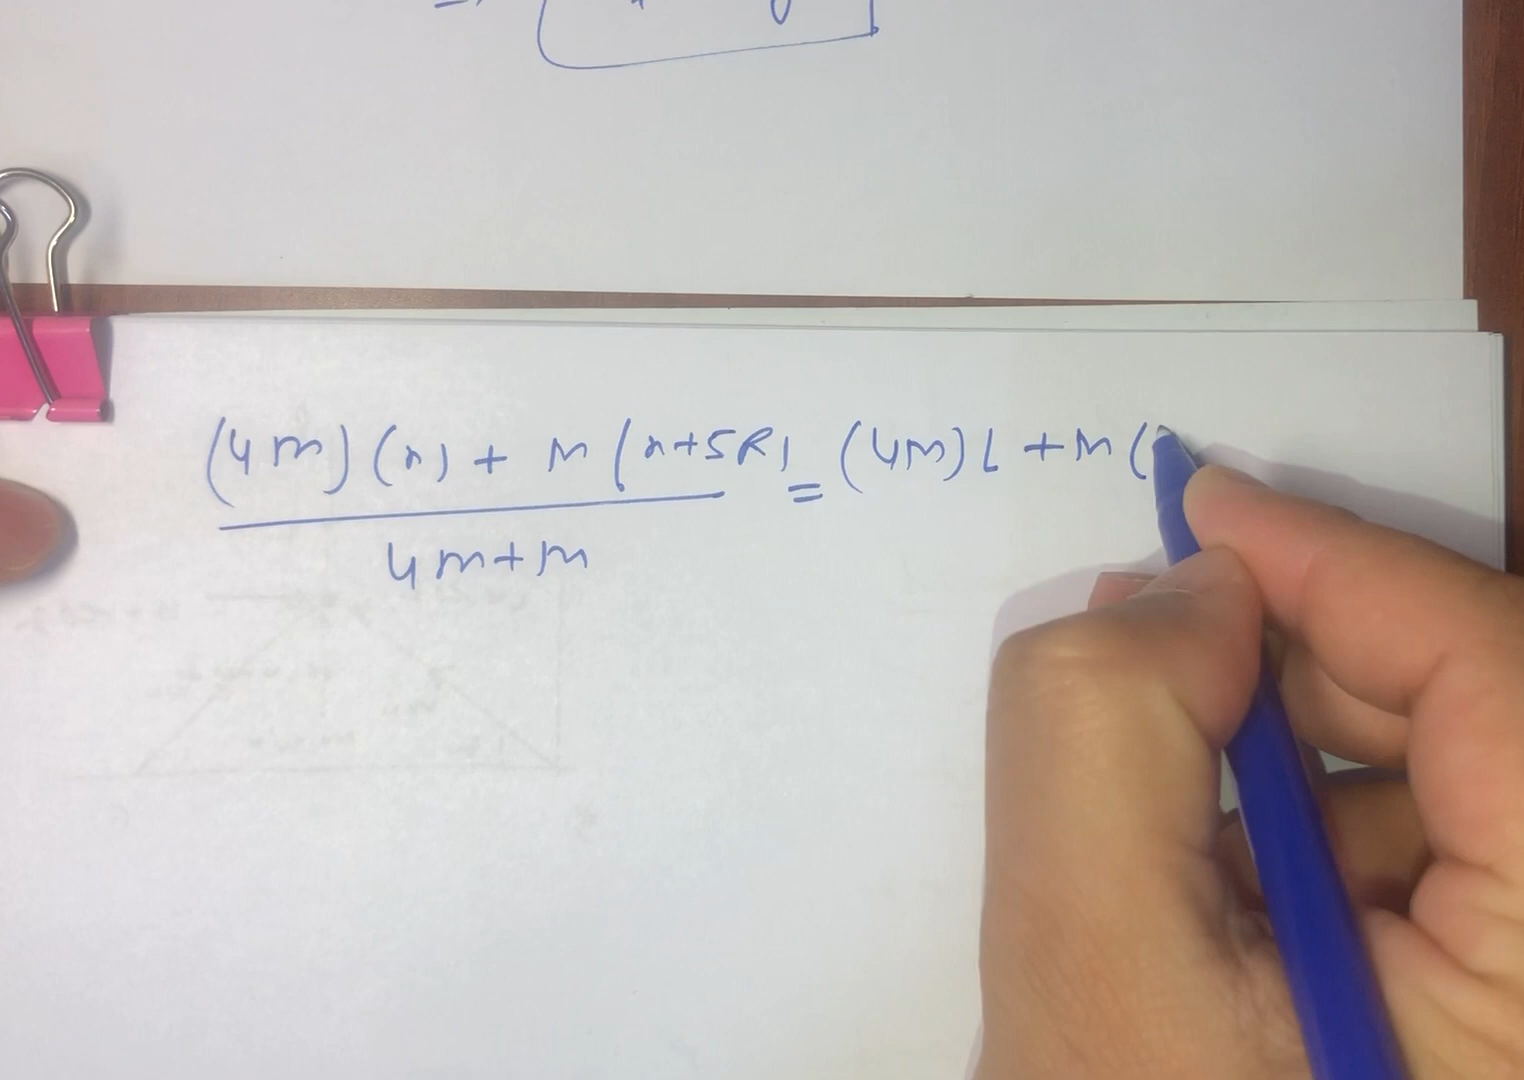 (4m)(x) + m(x+5R) = (4m)L + m(
4m+m